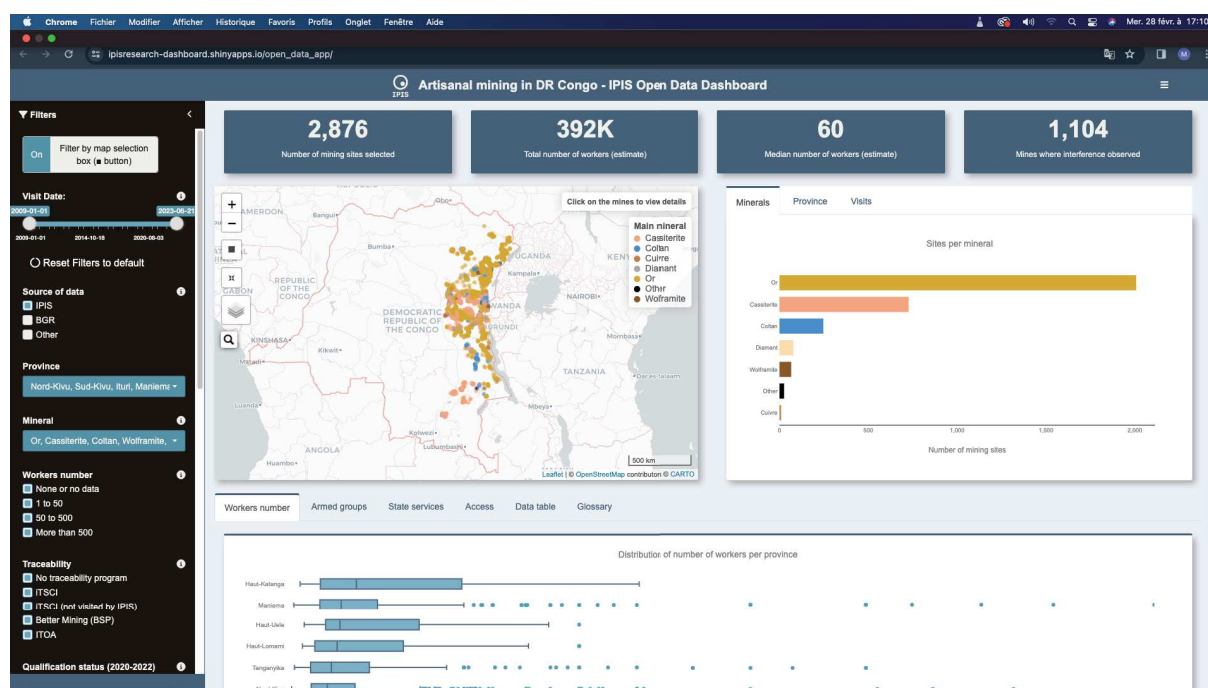 Chrome Fichier Modifier Afficher Historique Favoris Profils Onglet Fenêtre Aide
Mer. 28 févr. à 17:10
ipisresearch-dashboard.shinyapps.io/open_data_app/
M
IPIS
Artisanal mining in DR Congo - IPIS Open Data Dashboard
Filters
On
Filter by map selection
box (■ button)
Visit Date:
2009-01-01 2023-06-21
2009-01-01 2014-10-18 2020-08-03
Reset Filters to default
Source of data
IPIS
BGR
Other
Province
Nord-Kivu, Sud-Kivu, Ituri, Maniema
Mineral
Or, Cassiterite, Coltan, Wolframite,
Workers number
None or no data
1 to 50
50 to 500
More than 500
Traceability
No traceability program
iTSCi
iTSCi (not visited by IPIS)
Better Mining (BSP)
ITOA
Qualification status (2020-2022)
2,876
Number of mining sites selected
392K
Total number of workers (estimate)
60
Median number of workers (estimate)
1,104
Mines where interference observed
+
−
Click on the mines to view details
Main mineral
Cassiterite
Coltan
Cuivre
Diamant
Or
Other
Wolframite
CAMEROON
Bangui
Obo
Bumba
UGANDA
KENYA
Kampala
REPUBLIC
OF THE
CONGO
GABON
NAIROBI
DEMOCRATIC
REPUBLIC OF
THE CONGO
RWANDA
BURUNDI
KINSHASA
Kikwit
Mombasa
Matadi
TANZANIA
Dar es Salaam
Luanda
Mbeya
Kolwezi
Lubumbashi
ANGOLA
Huambo
500 km
Leaflet | © OpenStreetMap contributors © CARTO
Minerals Province Visits
Sites per mineral
Or
Cassiterite
Coltan
Diamant
Wolframite
Other
Cuivre
0 500 1,000 1,500 2,000
Number of mining sites
Workers number Armed groups State services Access Data table Glossary
Distribution of number of workers per province
Haut-Katanga
Maniema
Haut-Uele
Haut-Lomami
Tanganyika